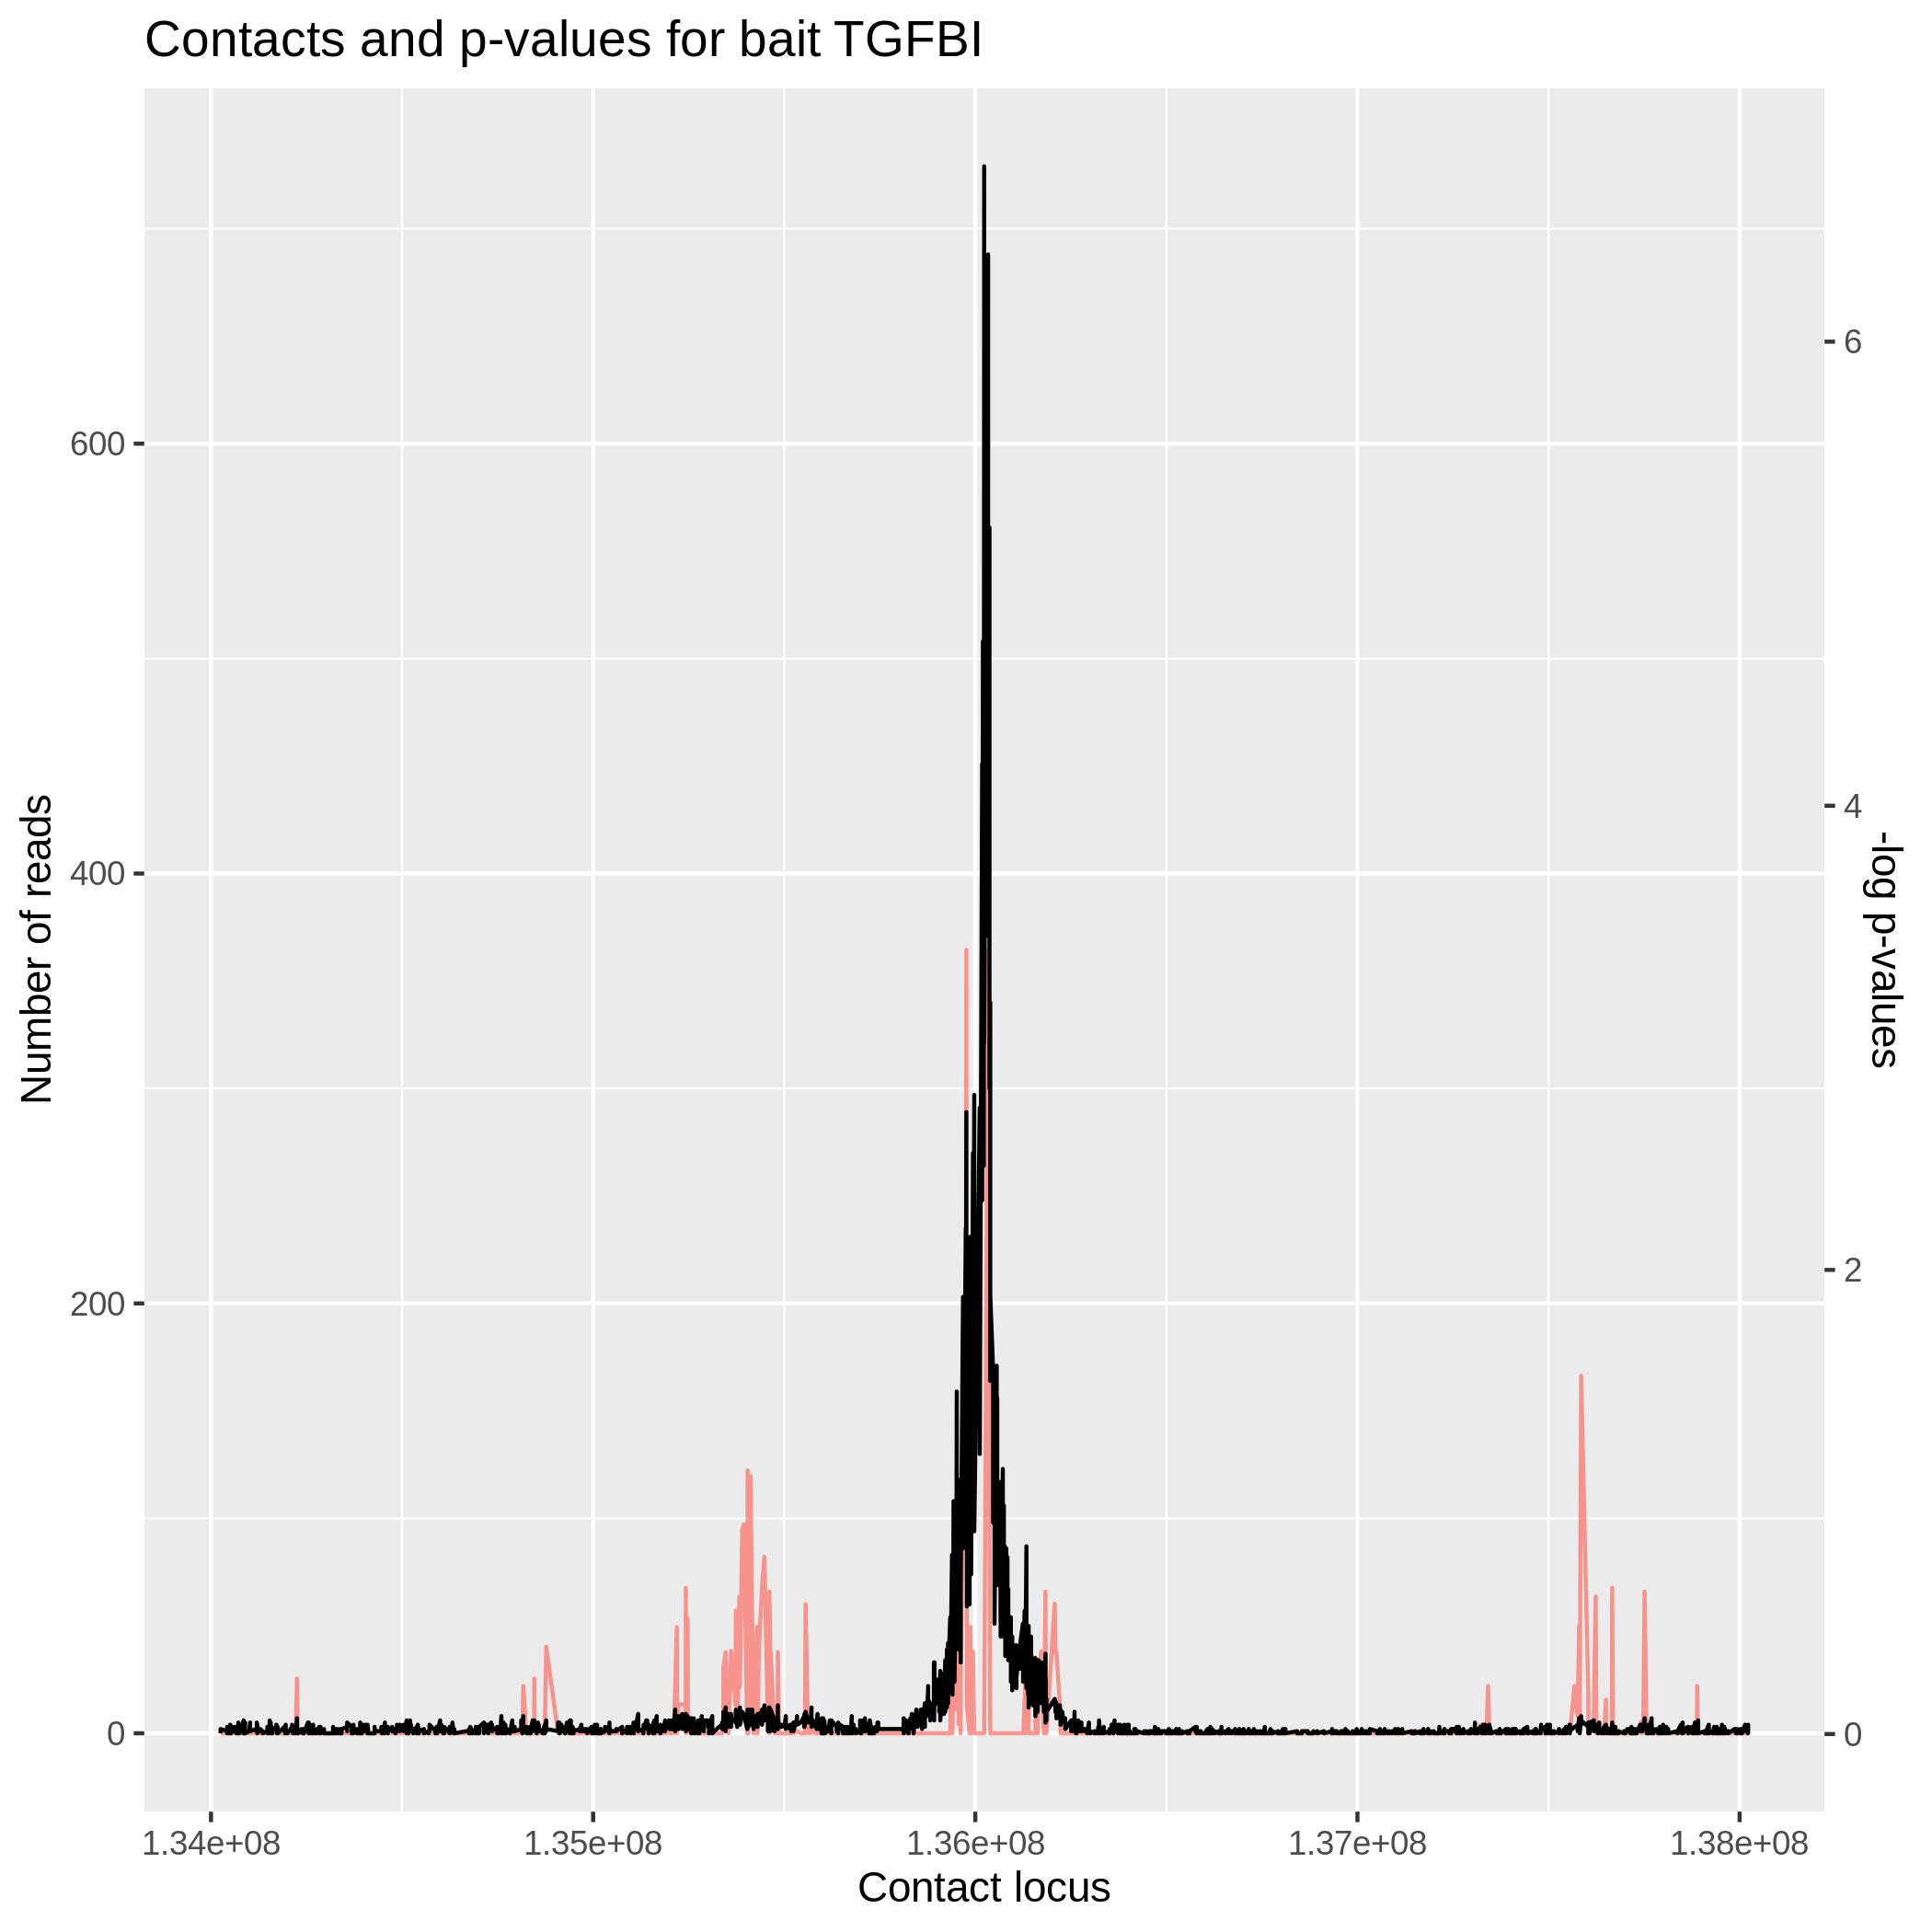 Contacts and p-values for bait TGFBI
Number of reads
600
400
200
0
6
4
2
0
-log p-values
1.34e+08
1.35e+08
1.36e+08
1.37e+08
1.38e+08
Contact locus